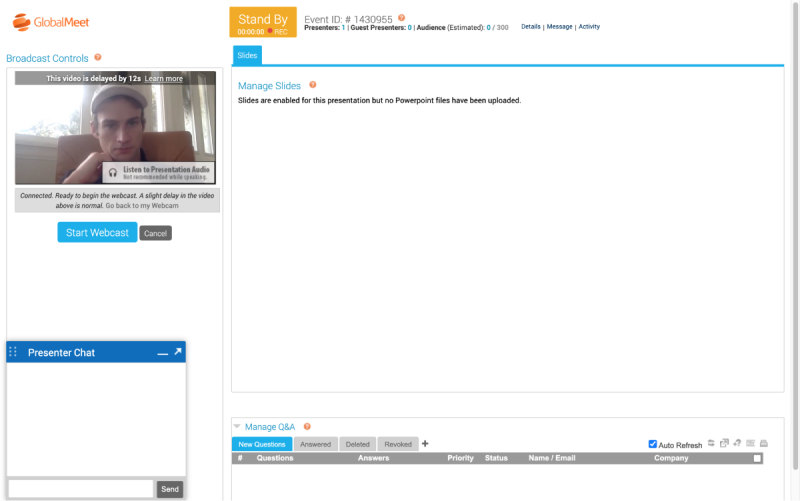 GlobalMeet
Stand By
00:00:00 REC
Event ID: # 1430955 ?
Presenters: 1 | Guest Presenters: 0 | Audience (Estimated): 0 / 300
Details | Message | Activity
Broadcast Controls ?
This video is delayed by 12s Learn more
Listen to Presentation Audio
Not recommended while speaking.
Connected. Ready to begin the webcast. A slight delay in the video
above is normal. Go back to my Webcam
Start Webcast Cancel
Slides
Manage Slides ?
Slides are enabled for this presentation but no Powerpoint files have been uploaded.
Presenter Chat
Send
Manage Q&A ?
New Questions Answered Deleted Revoked +
Auto Refresh
# Questions Answers Priority Status Name / Email Company